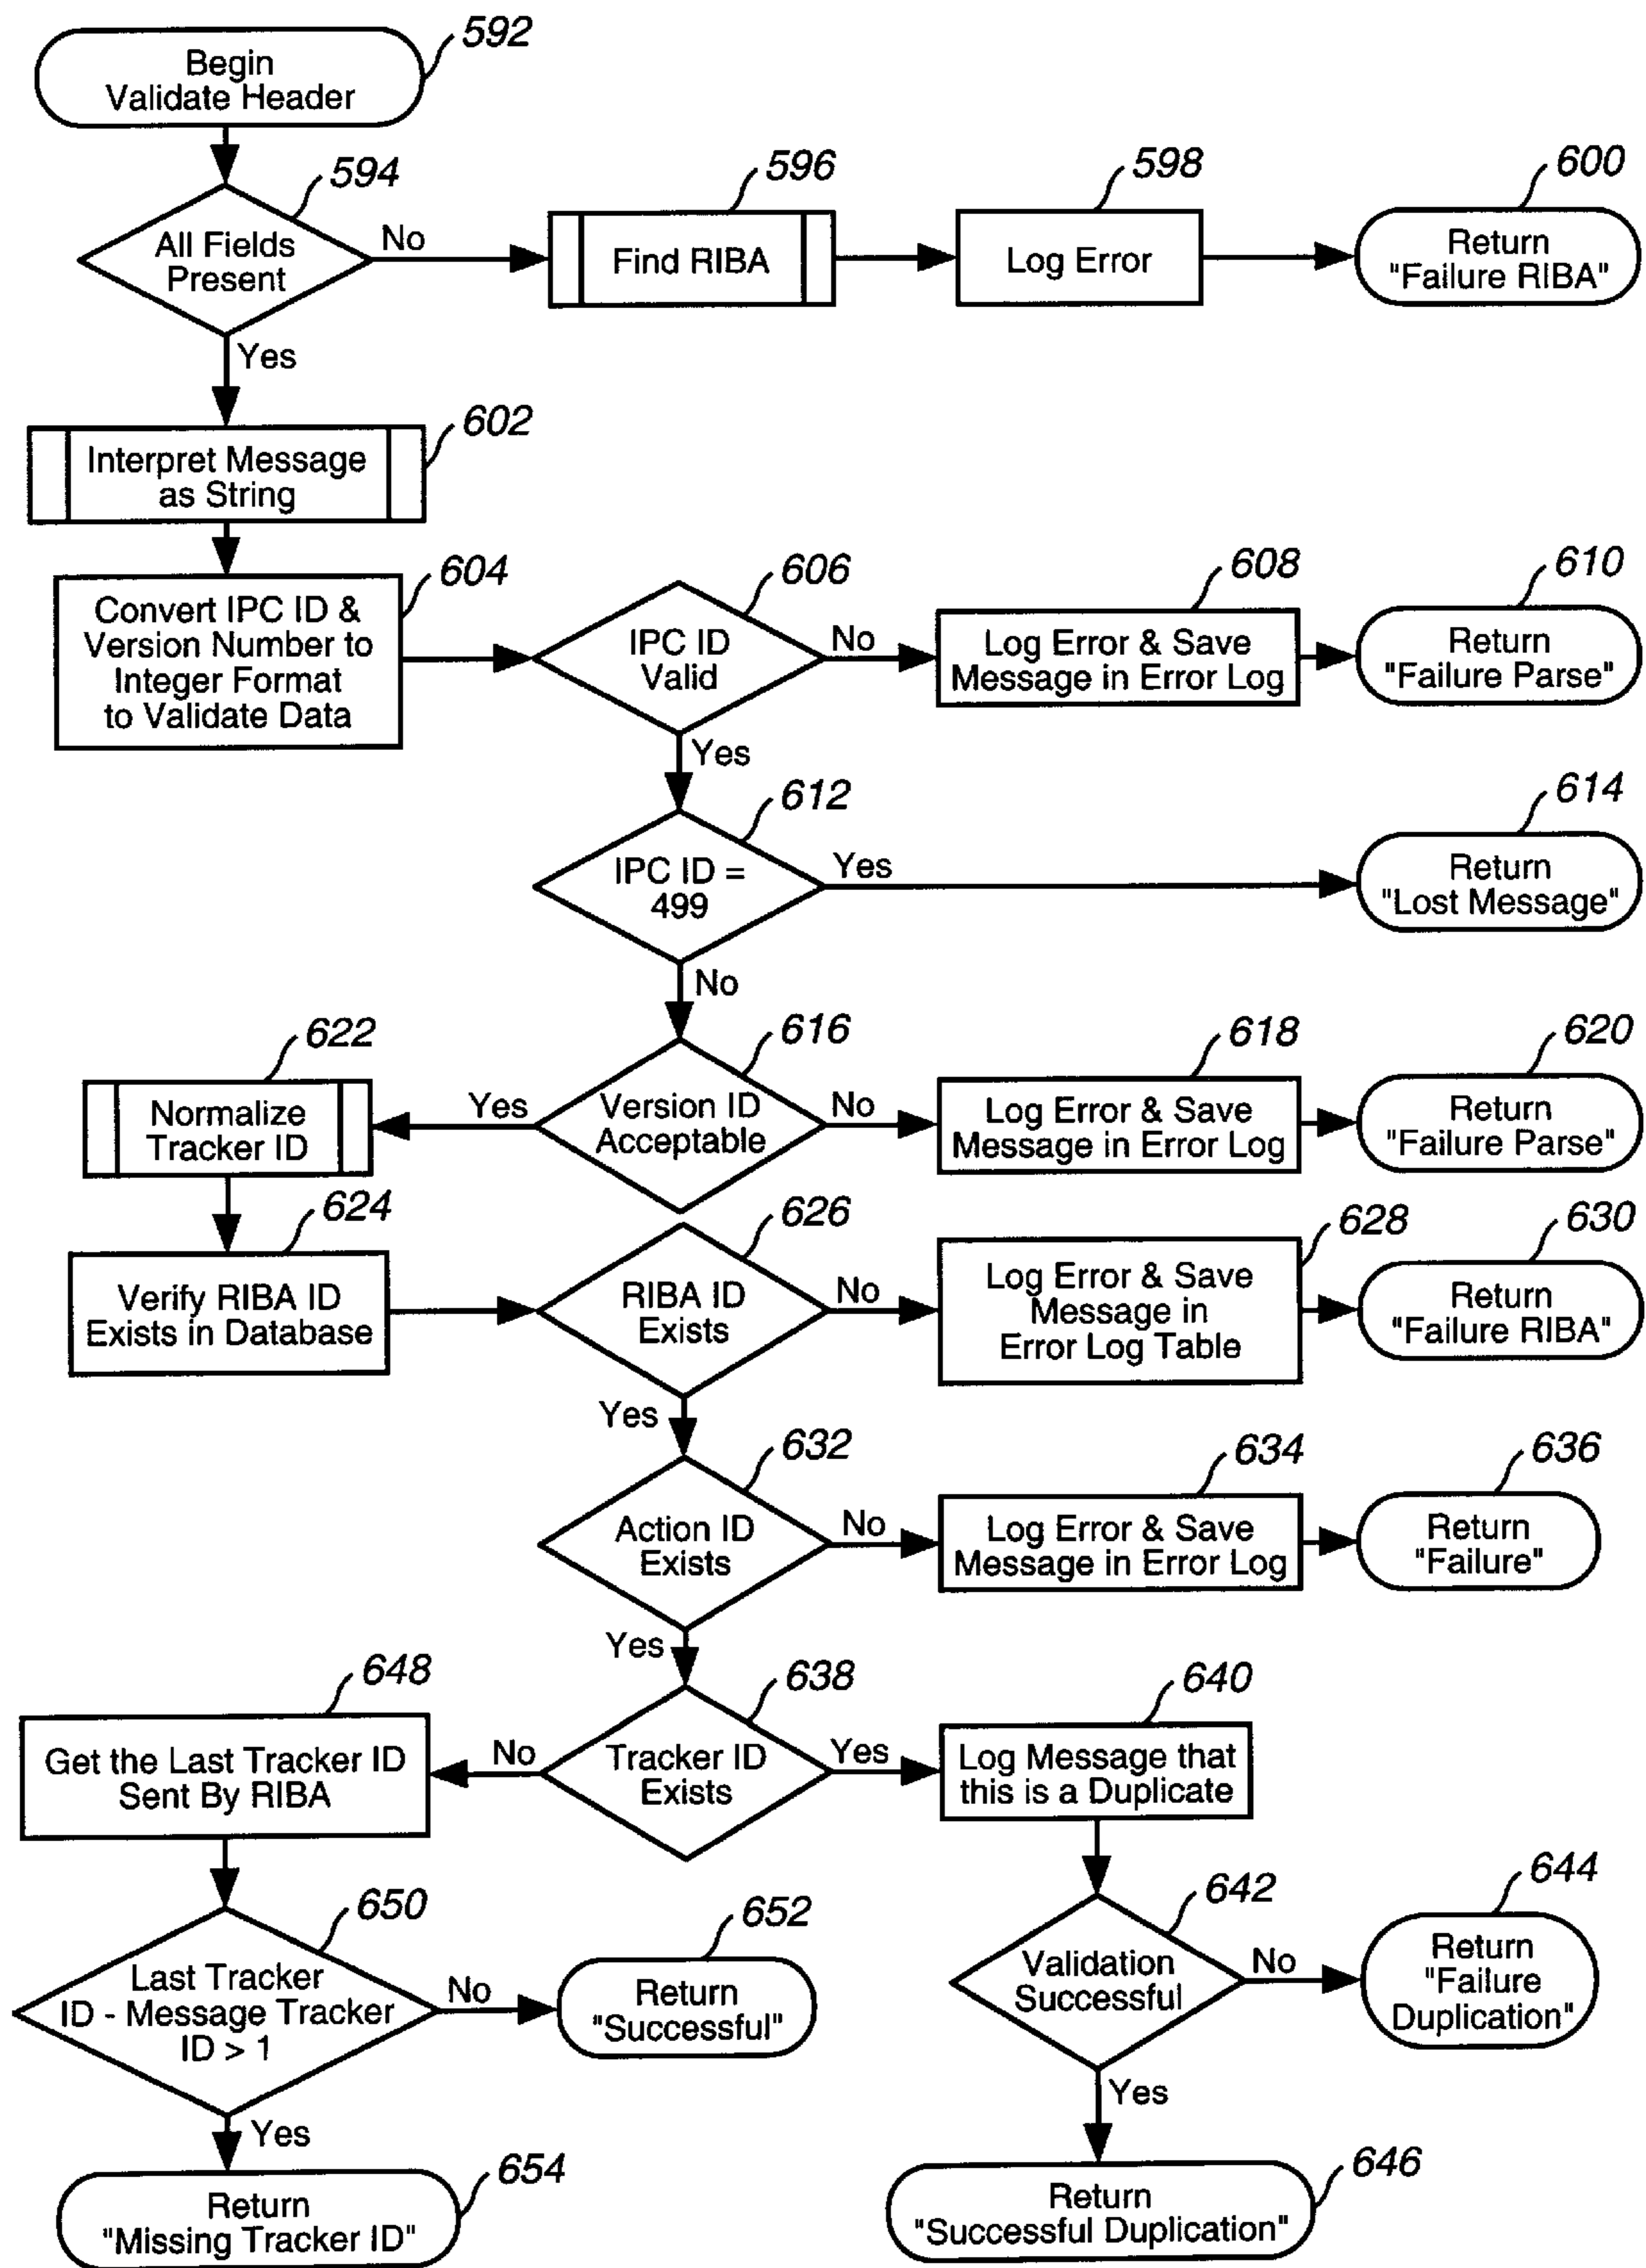 592
Begin
Validate Header
594
All Fields
Present
No
596
Find RIBA
598
Log Error
600
Return
"Failure RIBA"
Yes
602
Interpret Message
as String
604
Convert IPC ID &
Version Number to
Integer Format
to Validate Data
606
IPC ID
Valid
No
608
Log Error & Save
Message in Error Log
610
Return
"Failure Parse"
Yes
612
IPC ID =
499
Yes
614
Return
"Lost Message"
No
616
Version ID
Acceptable
No
618
Log Error & Save
Message in Error Log
620
Return
"Failure Parse"
Yes
622
Normalize
Tracker ID
624
Verify RIBA ID
Exists in Database
626
RIBA ID
Exists
No
628
Log Error & Save
Message in
Error Log Table
630
Return
"Failure RIBA"
Yes
632
Action ID
Exists
No
634
Log Error & Save
Message in Error Log
636
Return
"Failure"
Yes
638
Tracker ID
Exists
Yes
640
Log Message that
this is a Duplicate
642
Validation
Successful
No
644
Return
"Failure
Duplication"
Yes
646
Return
"Successful Duplication"
No
648
Get the Last Tracker ID
Sent By RIBA
650
Last Tracker
ID - Message Tracker
ID > 1
No
652
Return
"Successful"
Yes
654
Return
"Missing Tracker ID"